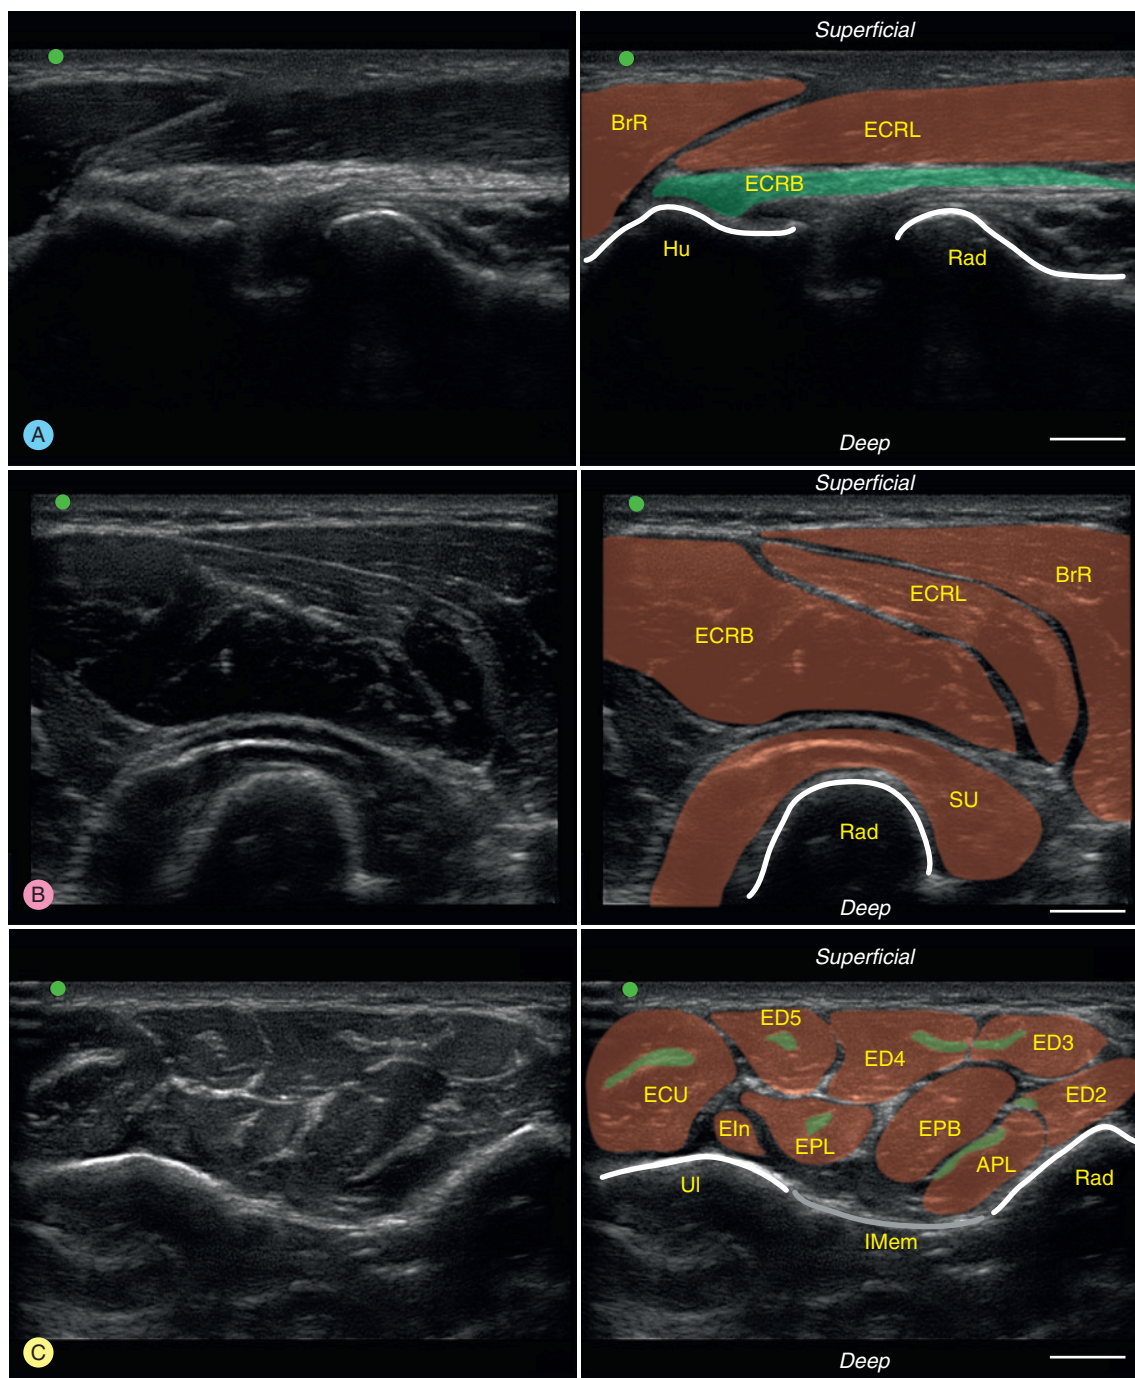 Superficial
BrR
ECRL
ECRB
Hu
Rad
A
Deep
Superficial
BrR
ECRL
ECRB
SU
Rad
B
Deep
Superficial
ED5
ED4
ED3
ECU
ED2
EIn
EPB
EPL
APL
Ul
Rad
IMem
C
Deep